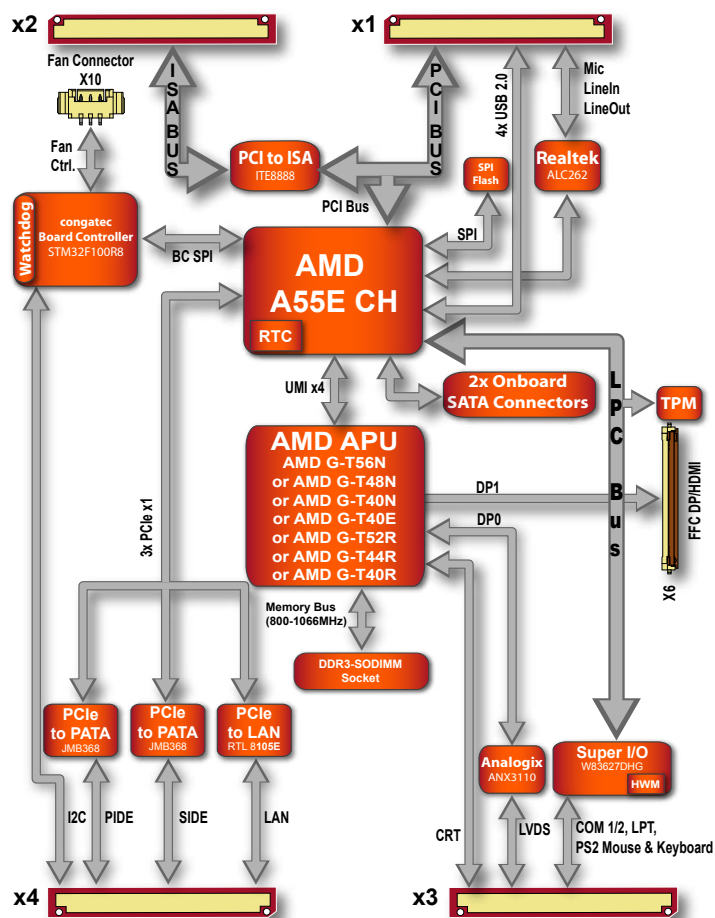 x2
x1
Fan Connector
X10
ISA BUS
PCI BUS
4x USB 2.0
Mic
LineIn
LineOut
Fan
Ctrl.
PCI to ISA
ITE8888
SPI
Flash
Realtek
ALC262
PCI Bus
Watchdog
congatec
Board Controller
STM32F100R8
BC SPI
SPI
AMD
A55E CH
RTC
UMI x4
2x Onboard
SATA Connectors
LPC Bus
TPM
AMD APU
AMD G-T56N
or AMD G-T48N
or AMD G-T40N
or AMD G-T40E
or AMD G-T52R
or AMD G-T44R
or AMD G-T40R
DP1
DP0
FFC DP/HDMI
X6
3x PCIe x1
Memory Bus
(800-1066MHz)
DDR3-SODIMM
Socket
PCIe
to PATA
JMB368
PCIe
to PATA
JMB368
PCIe
to LAN
RTL 8105E
Analogix
ANX3110
Super I/O
W83627DHG
HWM
I2C
PIDE
SIDE
LAN
CRT
LVDS
COM 1/2, LPT,
PS2 Mouse & Keyboard
x4
x3